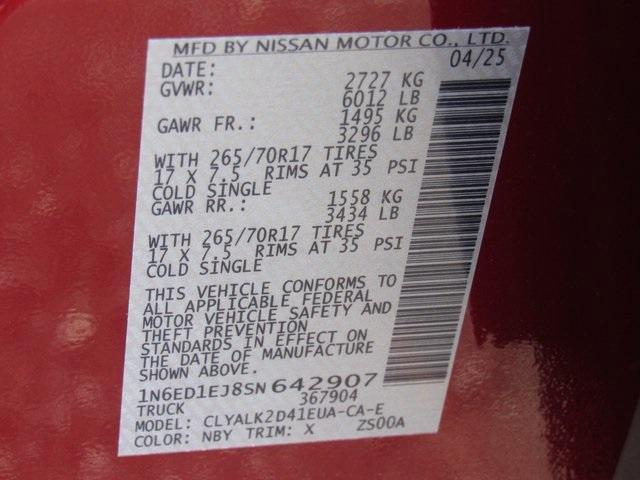 MFD BY NISSAN MOTOR CO., LTD.
DATE: 04/25
GVWR: 2727 KG
6012 LB
GAWR FR.: 1495 KG
3296 LB
WITH 265/70R17 TIRES
17 X 7.5 RIMS AT 35 PSI
COLD SINGLE
GAWR RR.: 1558 KG
3434 LB
WITH 265/70R17 TIRES
17 X 7.5 RIMS AT 35 PSI
COLD SINGLE
THIS VEHICLE CONFORMS TO
ALL APPLICABLE FEDERAL
MOTOR VEHICLE SAFETY AND
THEFT PREVENTION
STANDARDS IN EFFECT ON
THE DATE OF MANUFACTURE
SHOWN ABOVE.
1N6ED1EJ8SN642907
TRUCK 367904
MODEL: CLYALK2D41EUA-CA-E
COLOR: NBY TRIM: X ZS00A